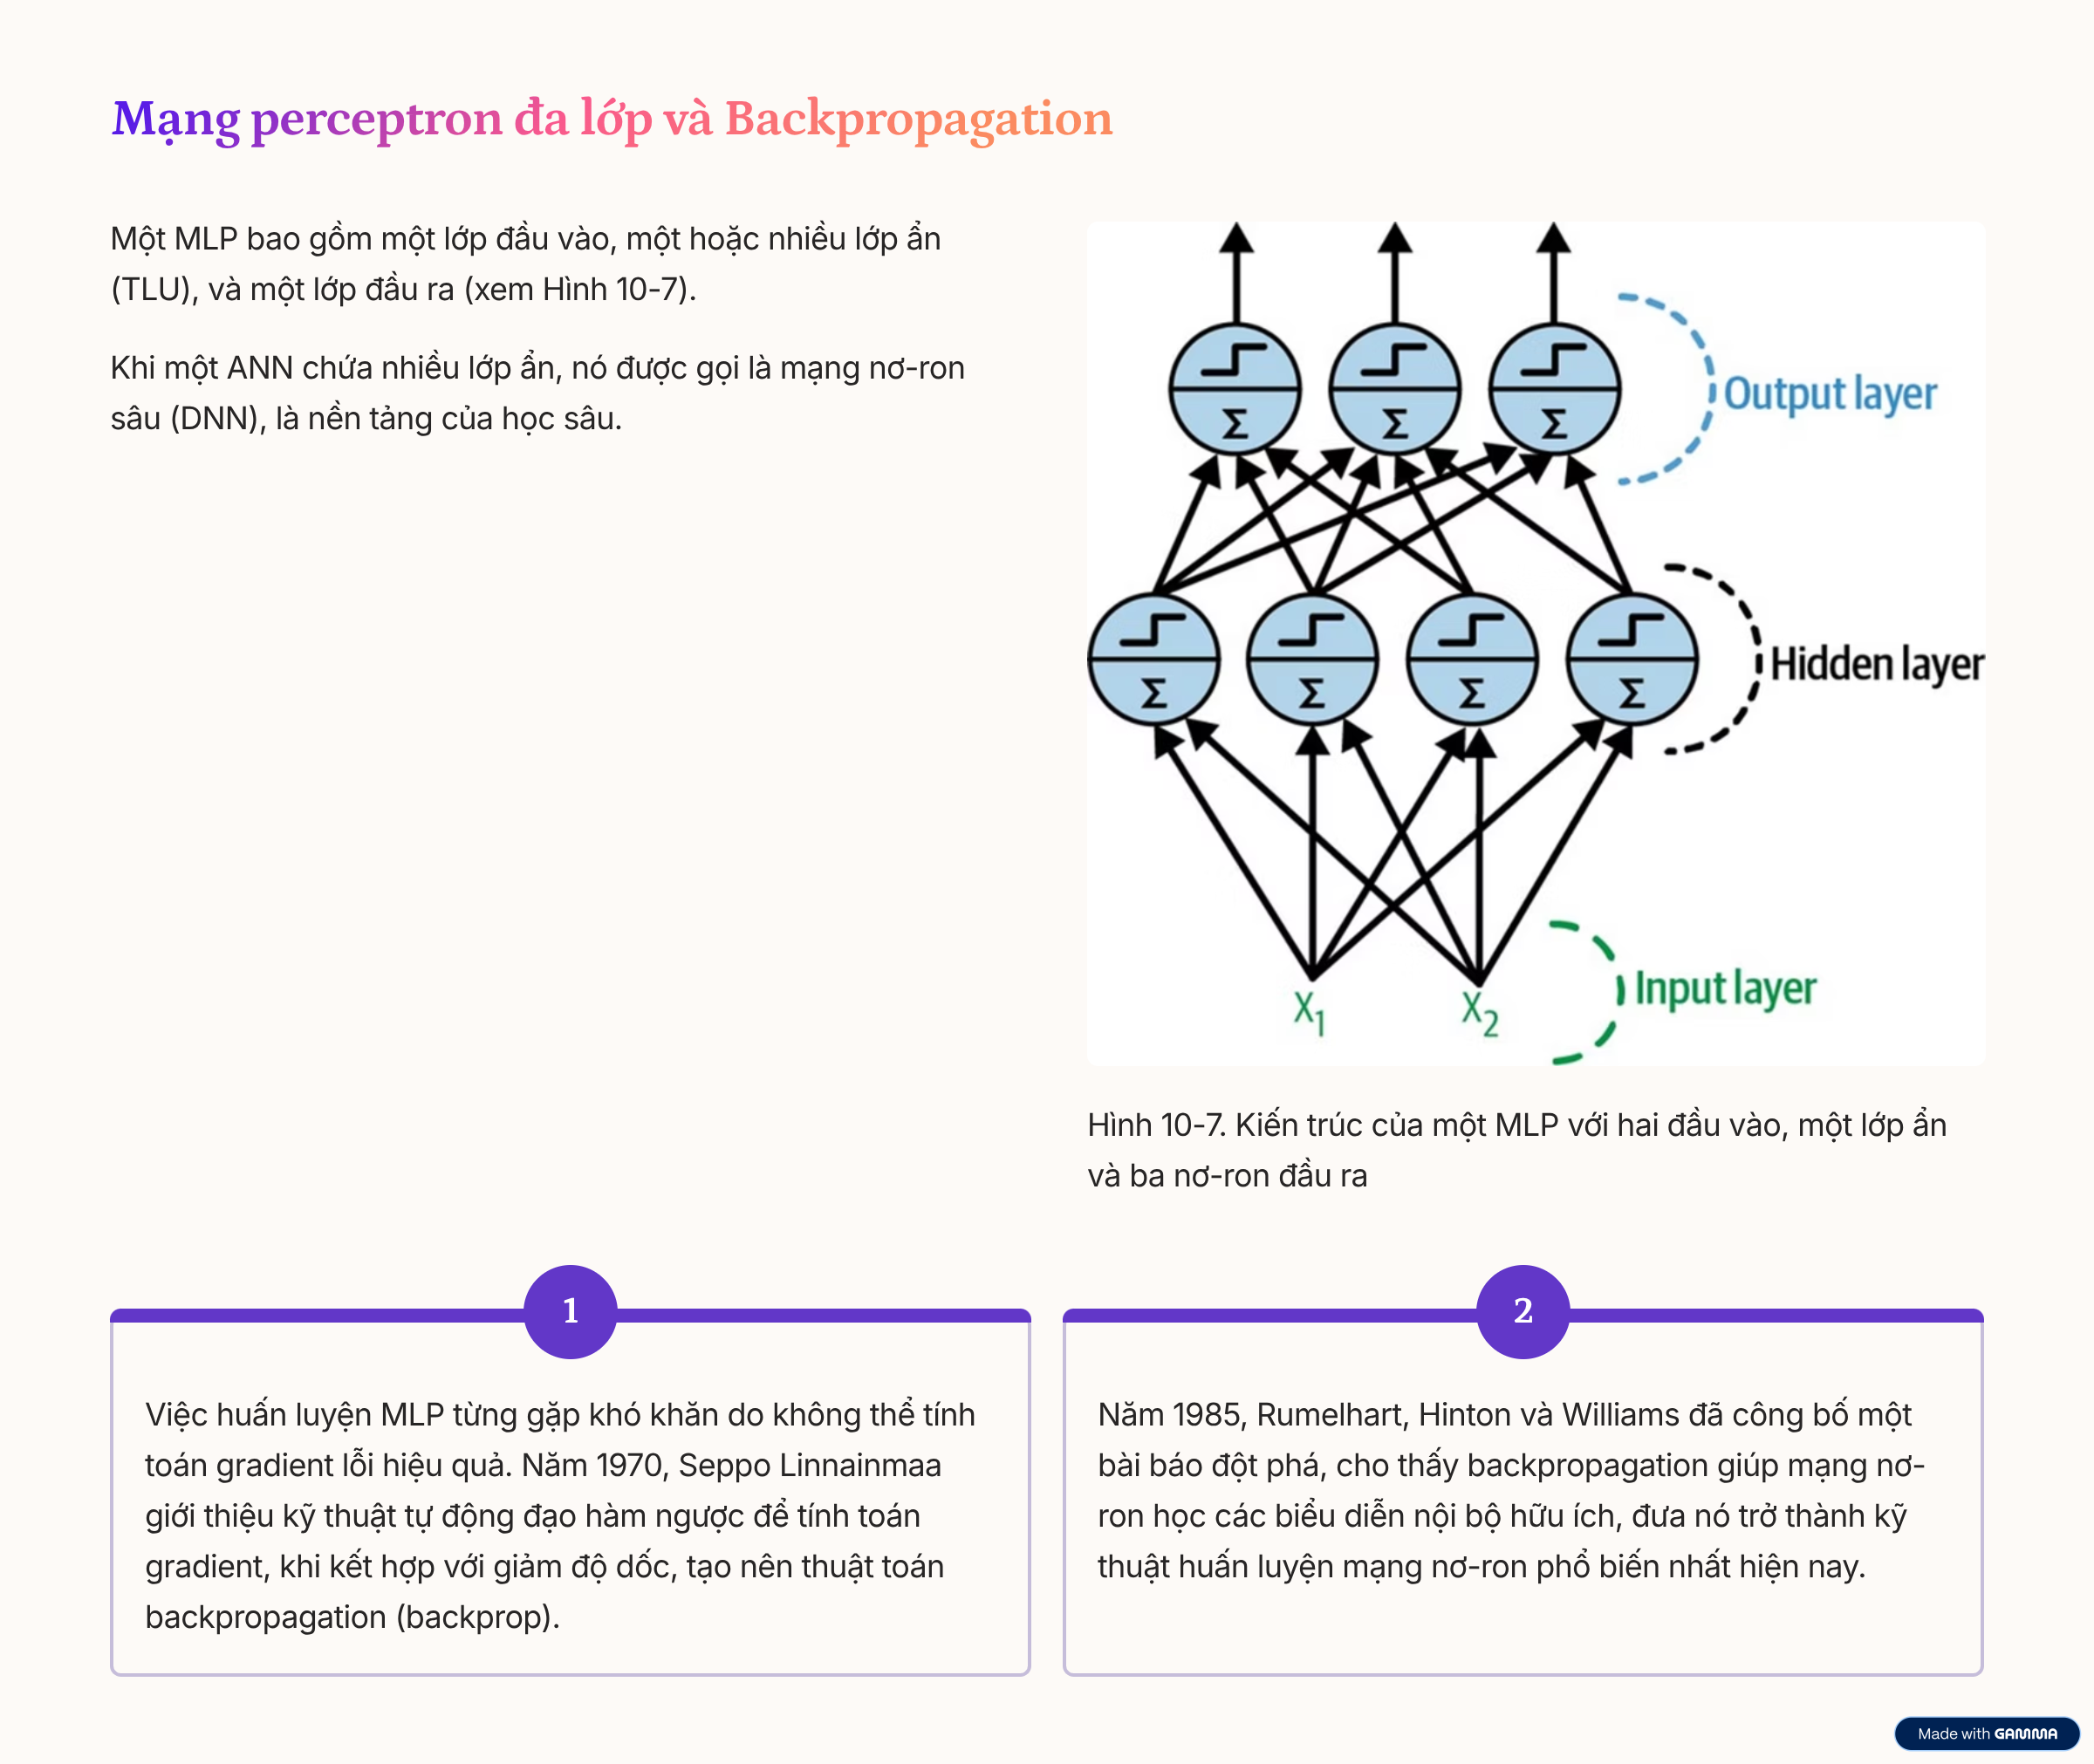 Mạng perceptron đa lớp và Backpropagation
Một MLP bao gồm một lớp đầu vào, một hoặc nhiều lớp ẩn
(TLU), và một lớp đầu ra (xem Hình 10-7).
Khi một ANN chứa nhiều lớp ẩn, nó được gọi là mạng nơ-ron
sâu (DNN), là nền tảng của học sâu.
Σ Σ Σ
Output layer
Σ Σ Σ Σ
Hidden layer
X1 X2
Input layer
Hình 10-7. Kiến trúc của một MLP với hai đầu vào, một lớp ẩn
và ba nơ-ron đầu ra
1
Việc huấn luyện MLP từng gặp khó khăn do không thể tính
toán gradient lỗi hiệu quả. Năm 1970, Seppo Linnainmaa
giới thiệu kỹ thuật tự động đạo hàm ngược để tính toán
gradient, khi kết hợp với giảm độ dốc, tạo nên thuật toán
backpropagation (backprop).
2
Năm 1985, Rumelhart, Hinton và Williams đã công bố một
bài báo đột phá, cho thấy backpropagation giúp mạng nơ-
ron học các biểu diễn nội bộ hữu ích, đưa nó trở thành kỹ
thuật huấn luyện mạng nơ-ron phổ biến nhất hiện nay.
Made with GAMMA